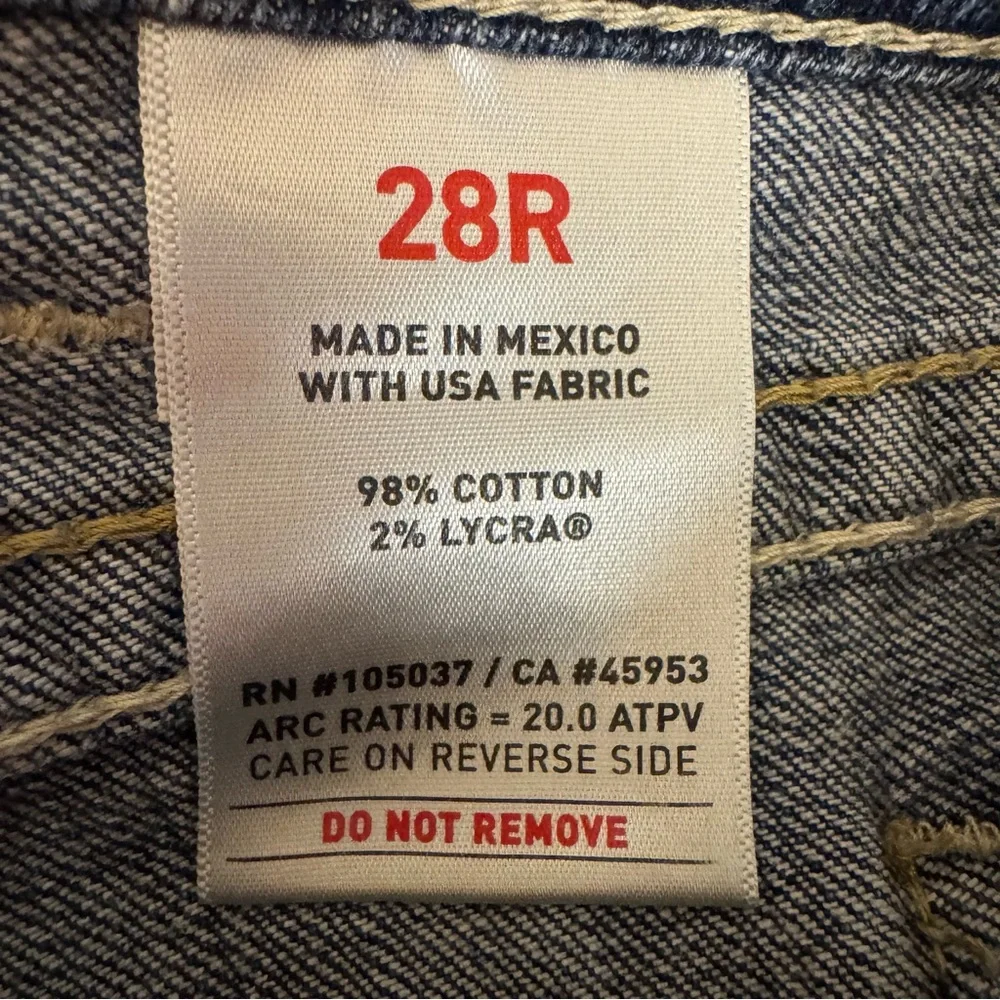 28R
MADE IN MEXICO
WITH USA FABRIC
98% COTTON
2% LYCRA®
RN #105037 / CA #45953
ARC RATING = 20.0 ATPV
CARE ON REVERSE SIDE
DO NOT REMOVE